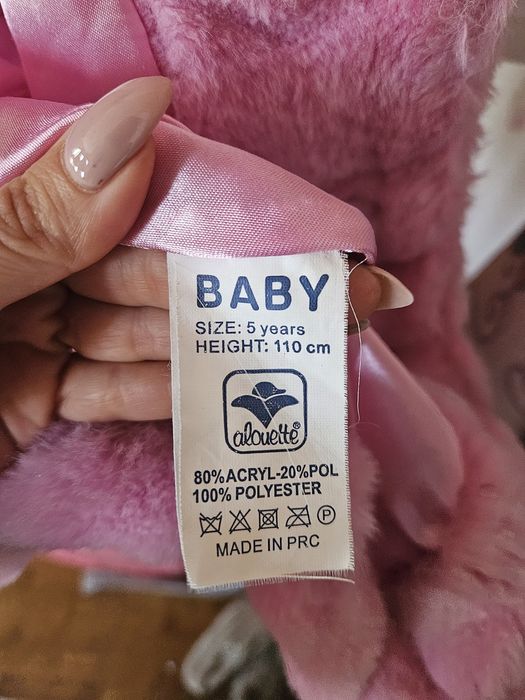 BABY
SIZE: 5 years
HEIGHT: 110 cm
alouette®
80%ACRYL-20%POL
100% POLYESTER
P
MADE IN PRC